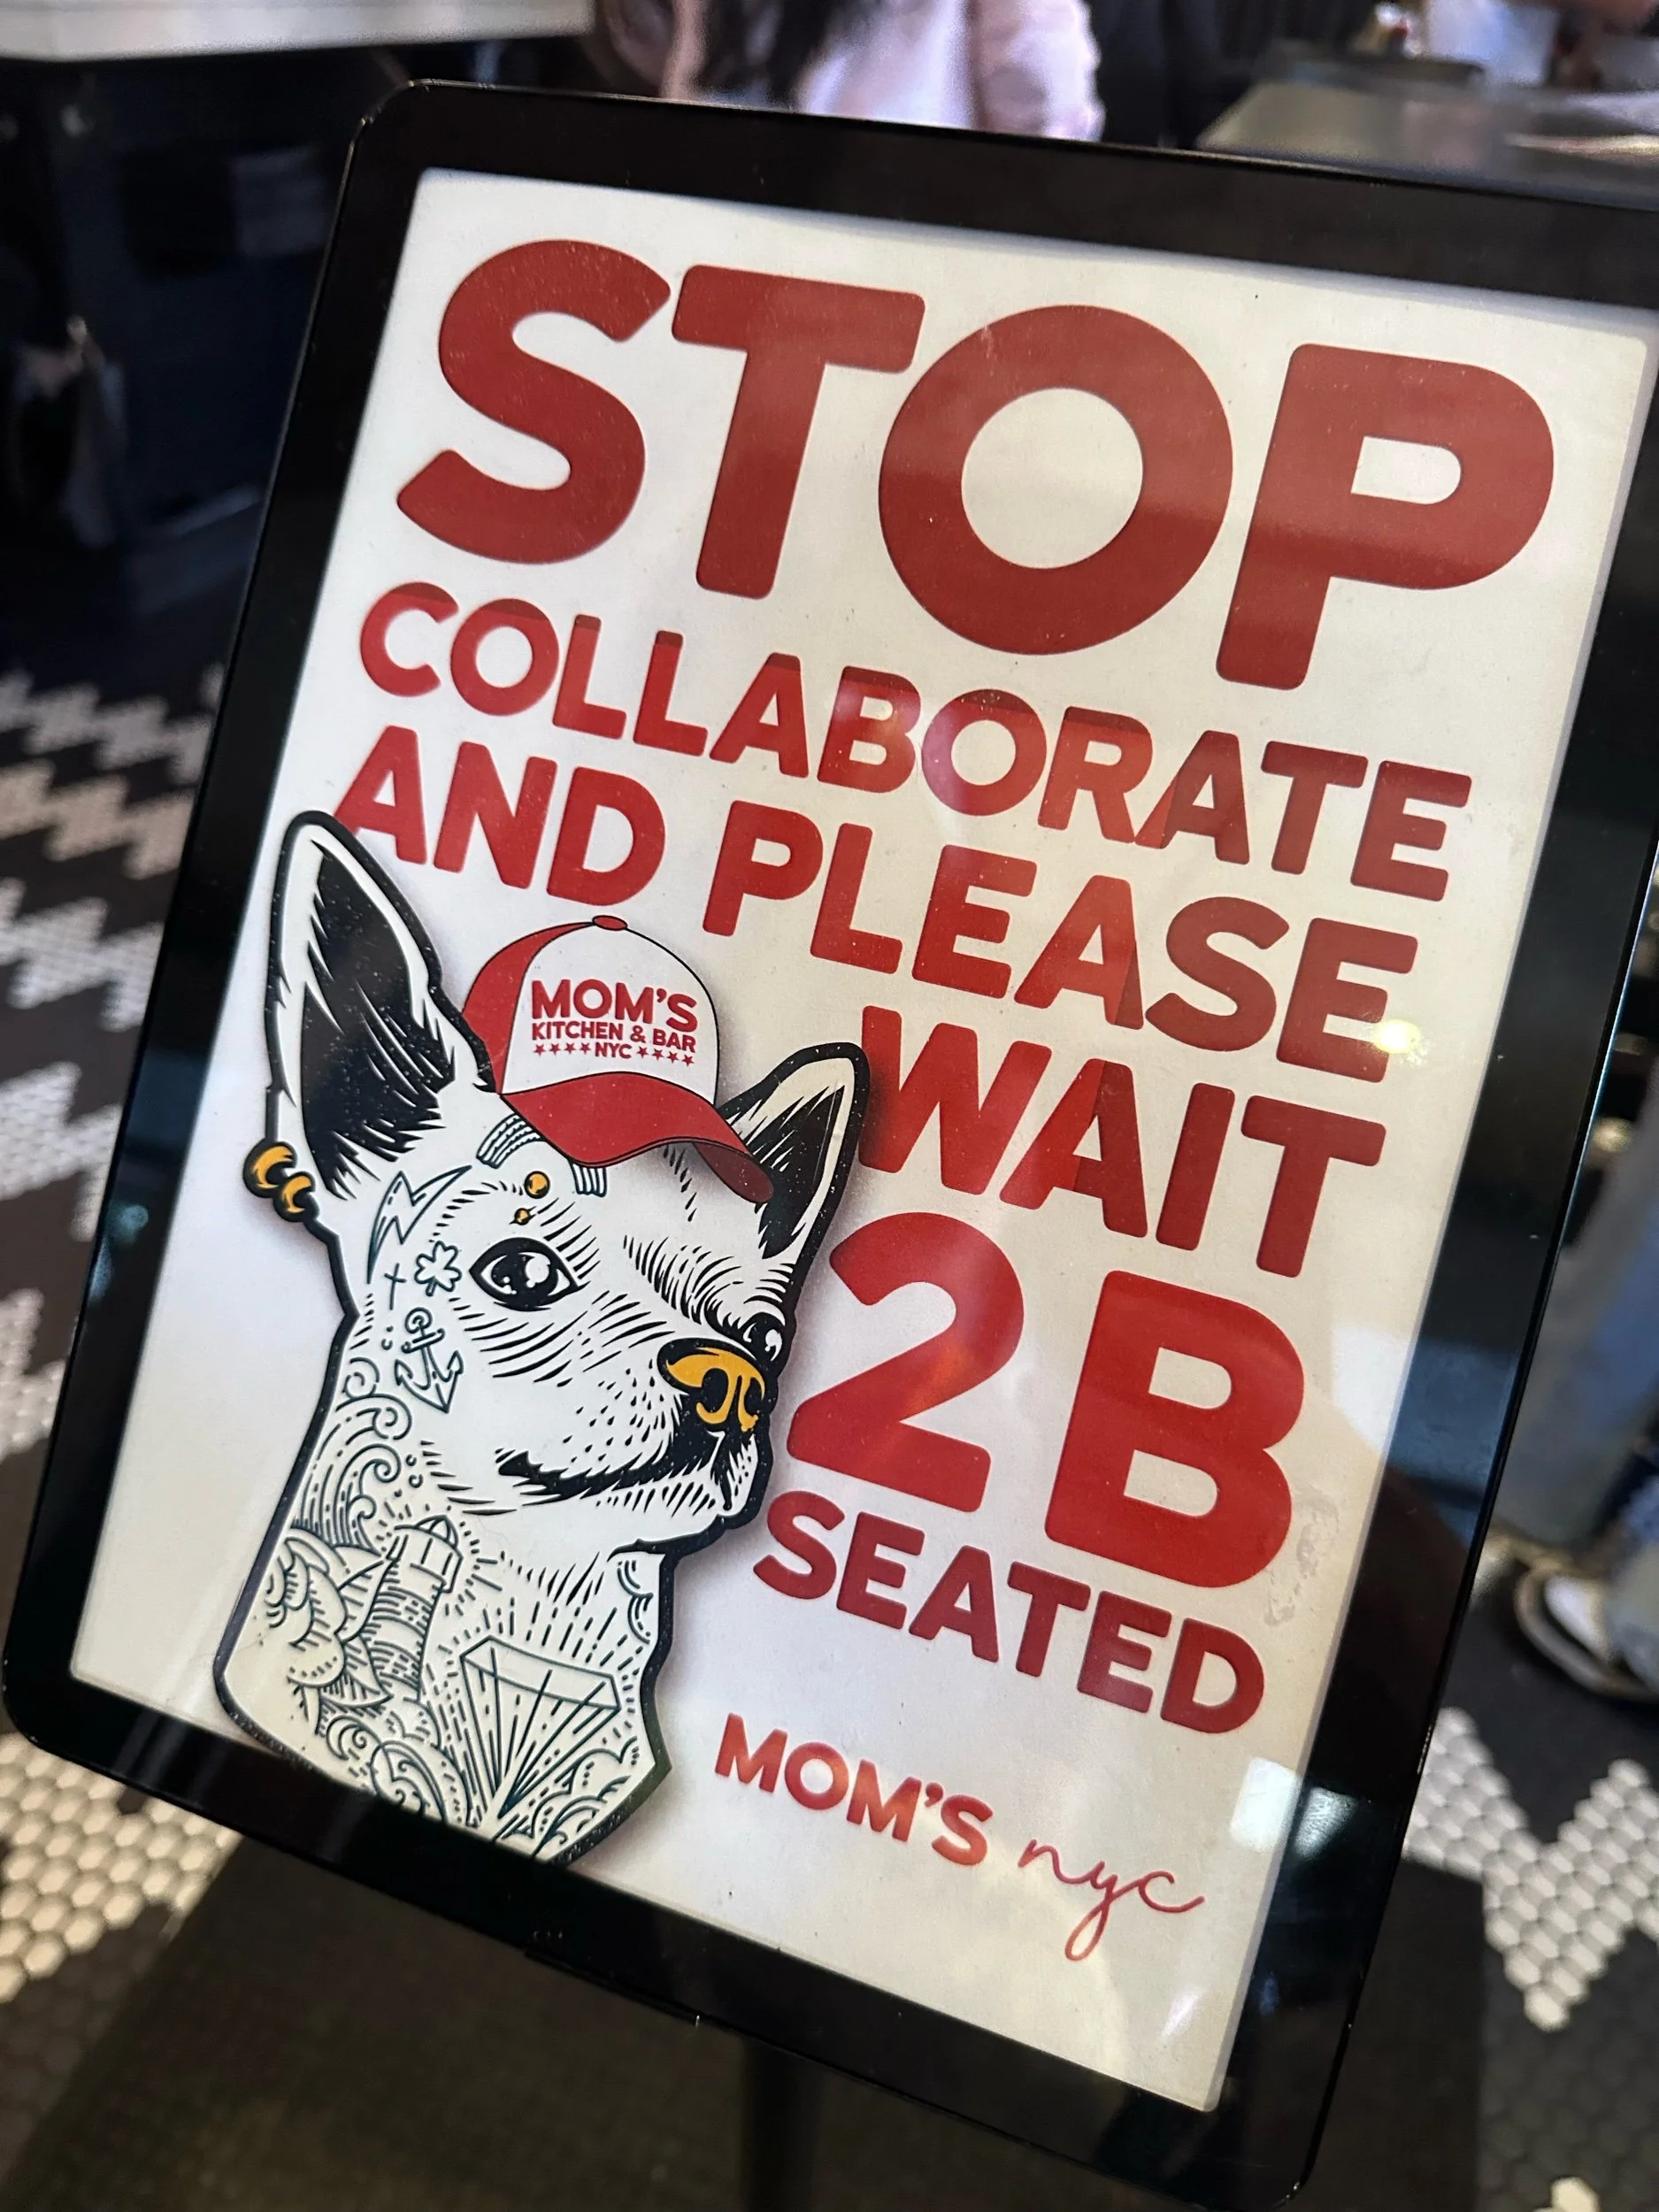 STOP
COLLABORATE
AND PLEASE
WAIT
2B
SEATED
MOM'S
KITCHEN & BAR
★★★★NYC★★★★
MOM'S nyc